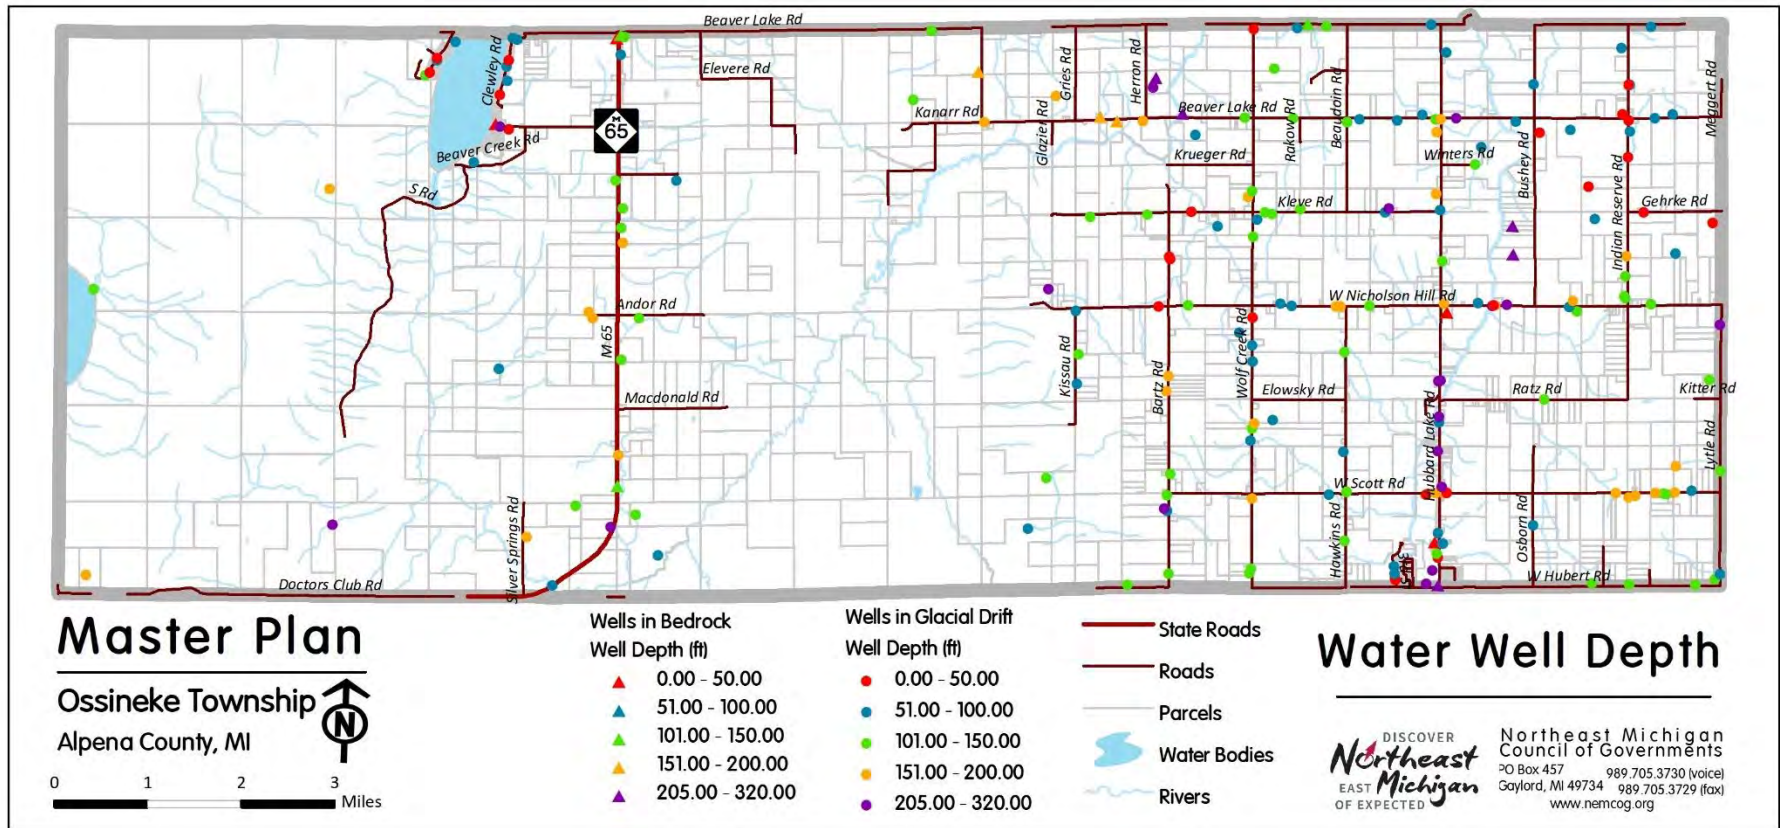 Beaver Lake Rd
Clewley Rd
Elevere Rd
M
65
Kanarr Rd
Gries Rd
Herron Rd
Glazier Rd
Beaver Lake Rd
Rakow Rd
Beaudoin Rd
Meggert Rd
Beaver Creek Rd
Krueger Rd
Winters Rd
Bushey Rd
S Rd
Kleve Rd
Indian Reserve Rd
Gehrke Rd
Andor Rd
W Nicholson Hill Rd
M 65
Kissau Rd
Bartz Rd
Wolf Creek Rd
Elowsky Rd
Hubbard Lake Rd
Ratz Rd
Kitter Rd
Macdonald Rd
Lytle Rd
W Scott Rd
Silver Springs Rd
Hawkins Rd
Osborn Rd
Doctors Club Rd
W Hubert Rd
Master Plan
Ossineke Township
Alpena County, MI
N
0 1 2 3
Miles
Wells in Bedrock
Well Depth (ft)
0.00 - 50.00
51.00 - 100.00
101.00 - 150.00
151.00 - 200.00
205.00 - 320.00
Wells in Glacial Drift
Well Depth (ft)
0.00 - 50.00
51.00 - 100.00
101.00 - 150.00
151.00 - 200.00
205.00 - 320.00
State Roads
Roads
Parcels
Water Bodies
Rivers
Water Well Depth
DISCOVER
Northeast
EAST Michigan
OF EXPECTED
Northeast Michigan
Council of Governments
PO Box 457 989.705.3730 (voice)
Gaylord, MI 49734 989.705.3729 (fax)
www.nemcog.org